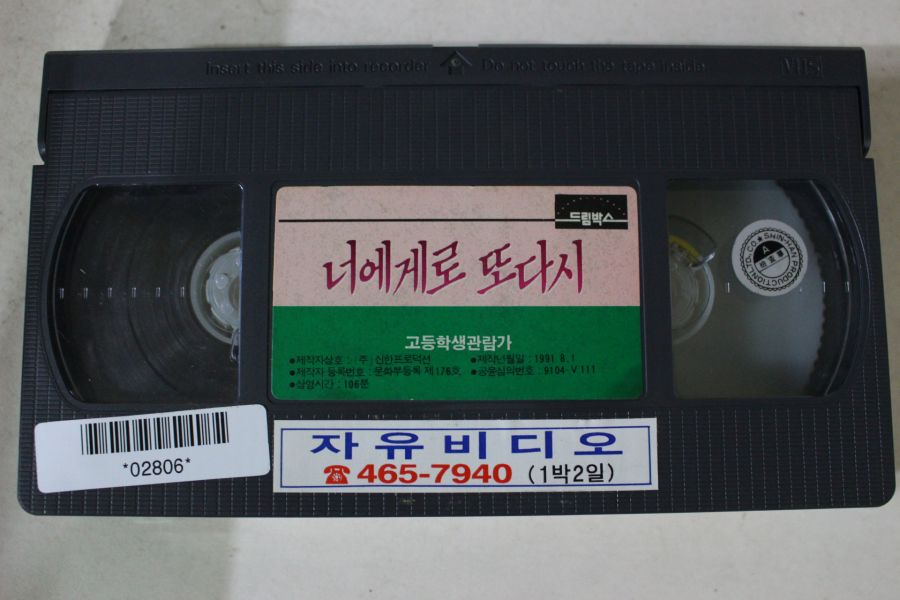 Insert this side into recorder Do not touch the tape inside. VHS
드림박스
너에게로 또다시
고등학생관람가
●제작자상호 : (주) 신한프로덕션 ●제작년월일 : 1991. 8. 1
●제작자 등록번호 : 문화부등록 제176호 ●공윤심의번호 : 9104-V111
●상영시간 : 106분
SHIN-HAN PRODUCTION LTD, CO ★
A
*02806*
자유비디오
☎465-7940 (1박2일)